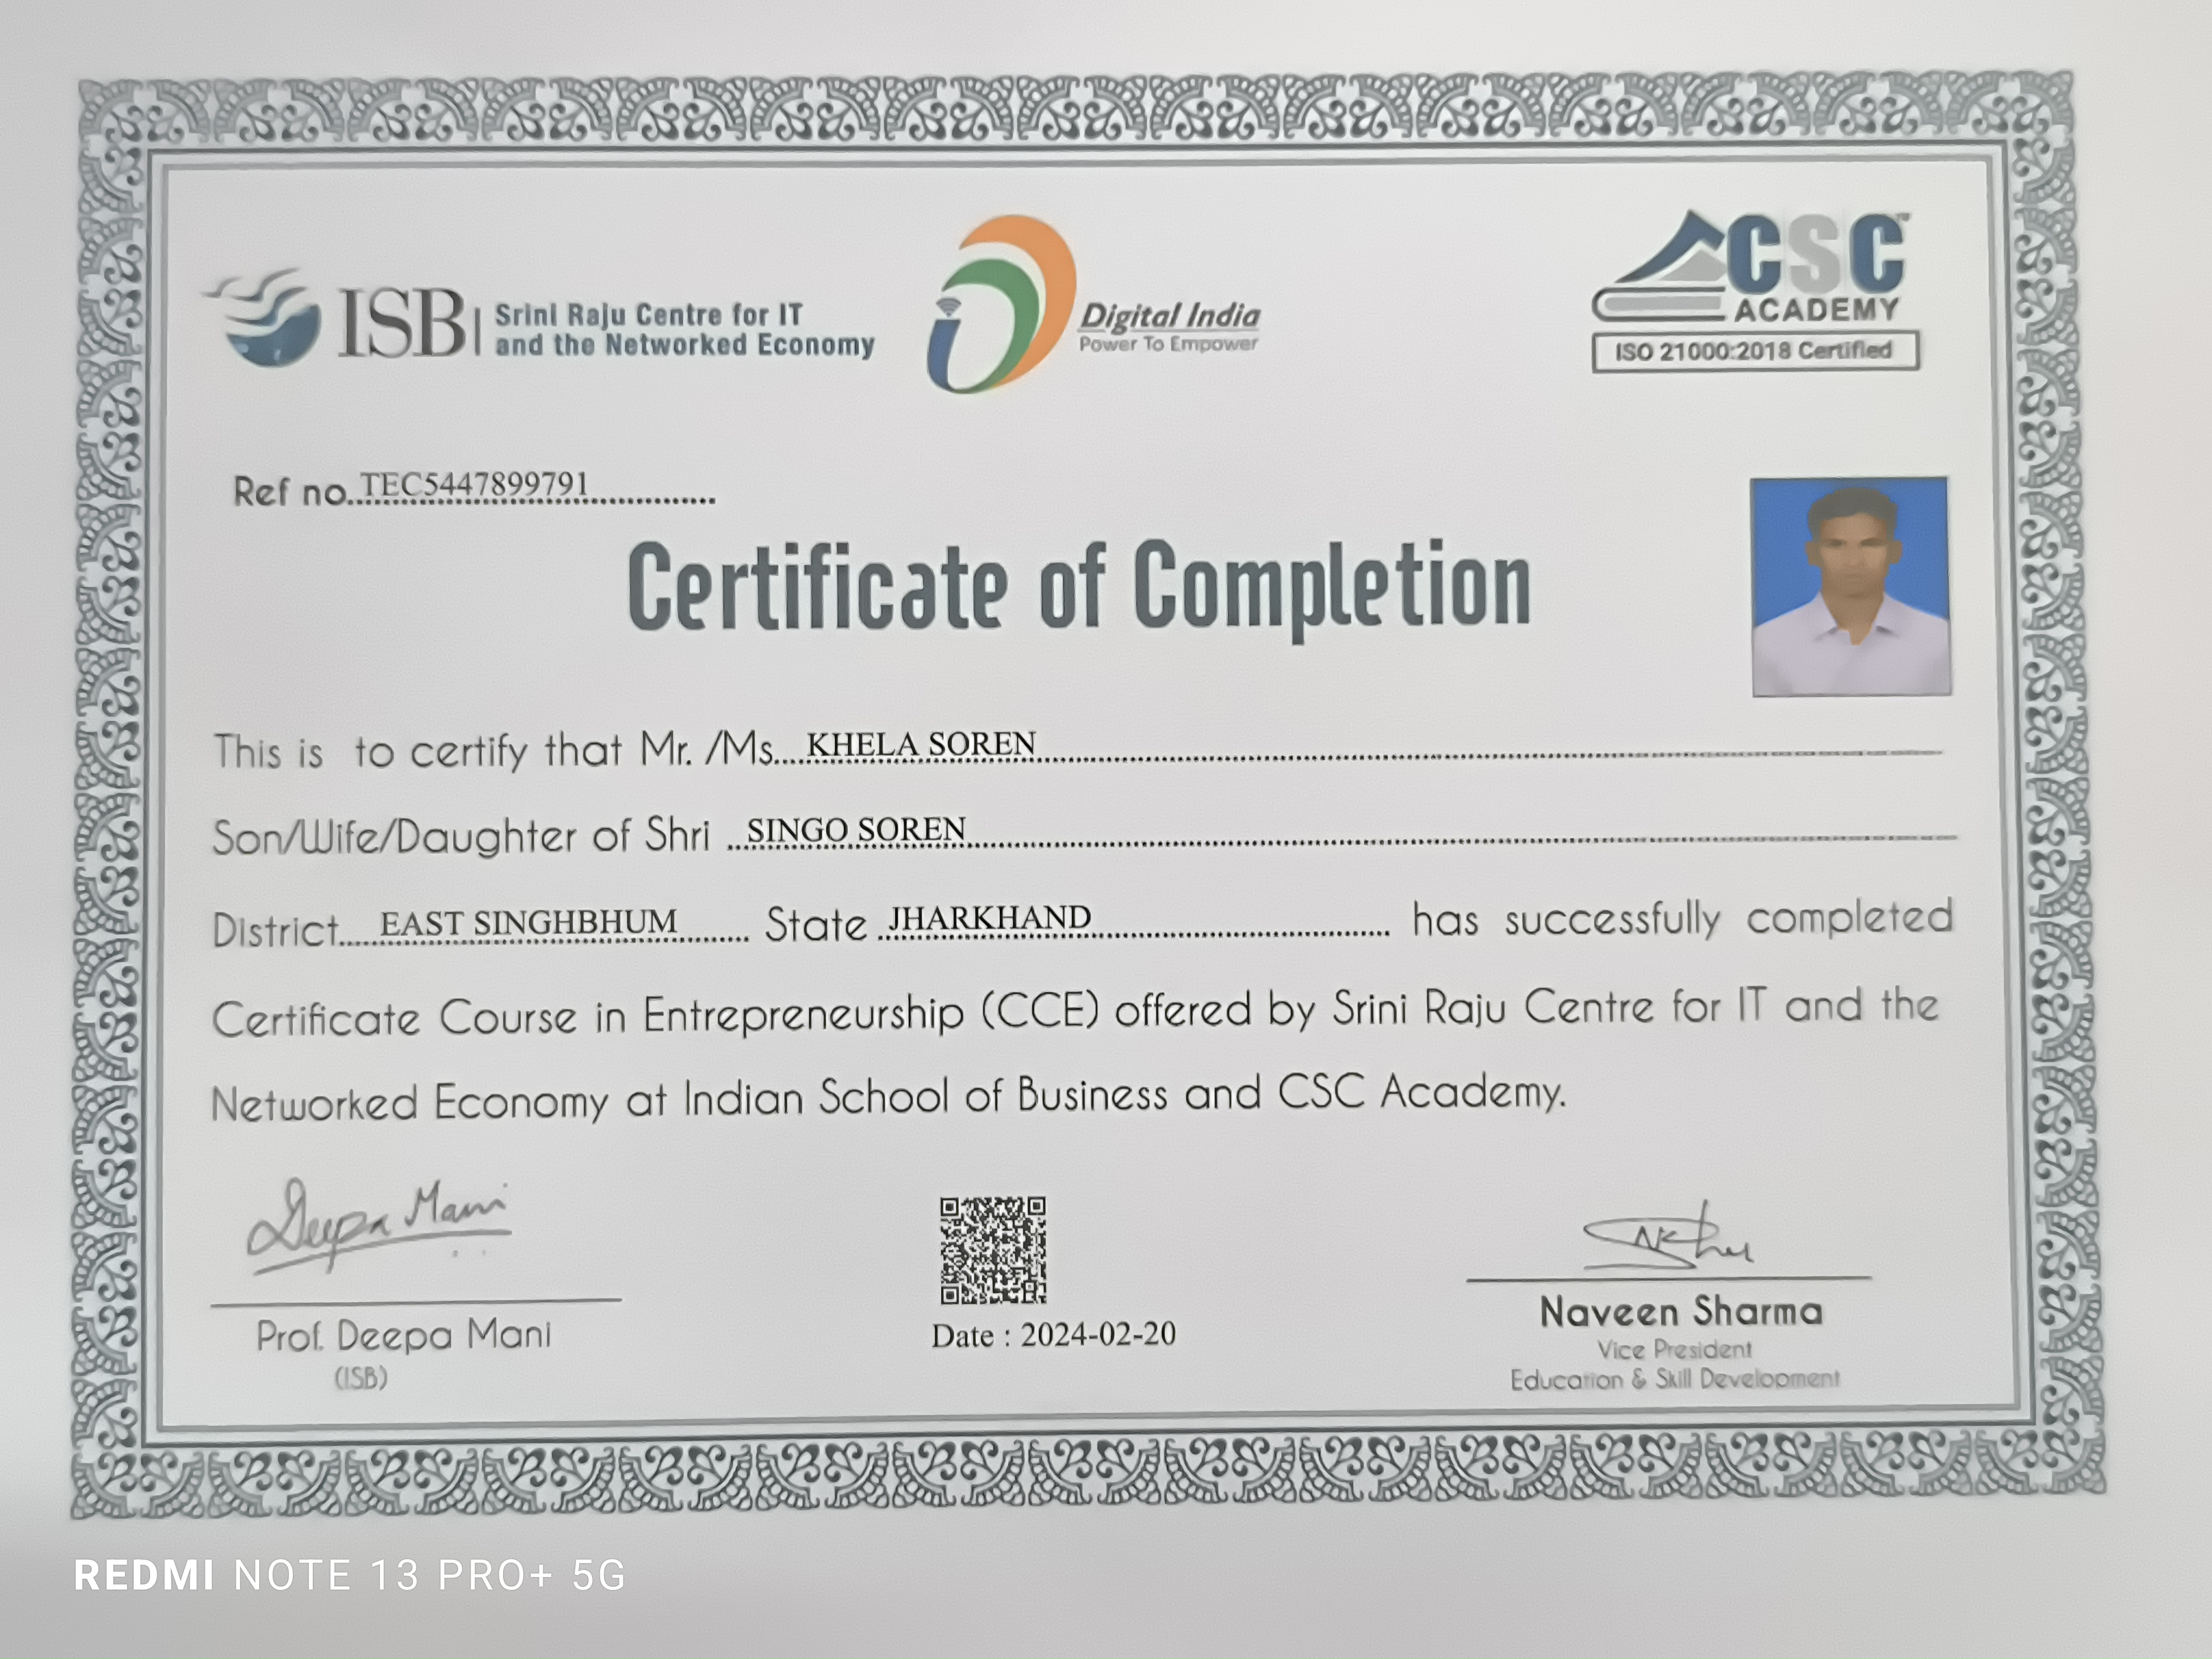 ISB | Srini Raju Centre for IT
and the Networked Economy
Digital India
Power To Empower
CSC™
ACADEMY
ISO 21000:2018 Certified
Ref no..TEC5447899791
Certificate of Completion
This is to certify that Mr. /Ms....KHELA SOREN
Son/Wife/Daughter of Shri ...SINGO SOREN
District.....EAST SINGHBHUM........ State .JHARKHAND........ has successfully completed
Certificate Course in Entrepreneurship (CCE) offered by Srini Raju Centre for IT and the
Networked Economy at Indian School of Business and CSC Academy.
Deepa Mani
Prof. Deepa Mani
(ISB)
Date : 2024-02-20
Naveen Sharma
Vice President
Education & Skill Development
REDMI NOTE 13 PRO+ 5G